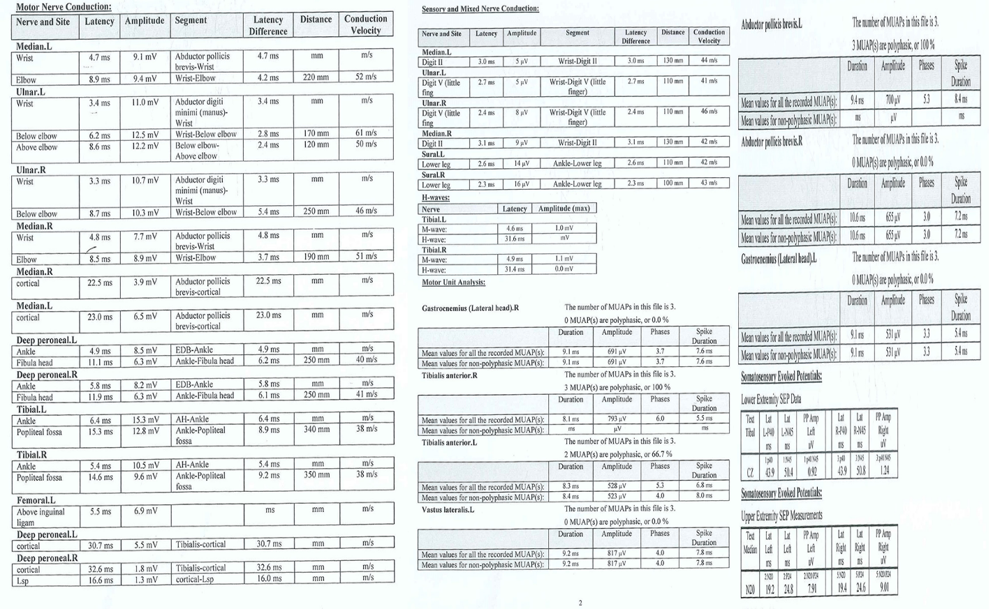 Motor Nerve Conduction:
Nerve and Site Latency Amplitude Segment Latency Difference Distance Conduction Velocity
Median.L
Wrist 4.7 ms 9.1 mV Abductor pollicis brevis-Wrist 4.7 ms mm m/s
Elbow 8.9 ms 9.4 mV Wrist-Elbow 4.2 ms 220 mm 52 m/s
Ulnar.L
Wrist 3.4 ms 11.0 mV Abductor digiti minimi (manus)-Wrist 3.4 ms mm m/s
Below elbow 6.2 ms 12.5 mV Wrist-Below elbow 2.8 ms 170 mm 61 m/s
Above elbow 8.6 ms 12.2 mV Below elbow-Above elbow 2.4 ms 120 mm 50 m/s
Ulnar.R
Wrist 3.3 ms 10.7 mV Abductor digiti minimi (manus)-Wrist 3.3 ms mm m/s
Below elbow 8.7 ms 10.3 mV Wrist-Below elbow 5.4 ms 250 mm 46 m/s
Median.R
Wrist 4.8 ms 7.7 mV Abductor pollicis brevis-Wrist 4.8 ms mm m/s
Elbow 8.5 ms 8.9 mV Wrist-Elbow 3.7 ms 190 mm 51 m/s
Median.R
cortical 22.5 ms 3.9 mV Abductor pollicis brevis-cortical 22.5 ms mm m/s
Median.L
cortical 23.0 ms 6.5 mV Abductor pollicis brevis-cortical 23.0 ms mm m/s
Deep peroneal.L
Ankle 4.9 ms 8.5 mV EDB-Ankle 4.9 ms mm m/s
Fibula head 11.1 ms 6.3 mV Ankle-Fibula head 6.2 ms 250 mm 40 m/s
Deep peroneal.R
Ankle 5.8 ms 8.2 mV EDB-Ankle 5.8 ms mm m/s
Fibula head 11.9 ms 6.3 mV Ankle-Fibula head 6.1 ms 250 mm 41 m/s
Tibial.L
Ankle 6.4 ms 15.3 mV AH-Ankle 6.4 ms mm m/s
Popliteal fossa 15.3 ms 12.8 mV Ankle-Popliteal fossa 8.9 ms 340 mm 38 m/s
Tibial.R
Ankle 5.4 ms 10.5 mV AH-Ankle 5.4 ms mm m/s
Popliteal fossa 14.6 ms 9.6 mV Ankle-Popliteal fossa 9.2 ms 350 mm 38 m/s
Femoral.L
Above inguinal ligam 5.5 ms 6.9 mV ms mm m/s
Deep peroneal.L
cortical 30.7 ms 5.5 mV Tibialis-cortical 30.7 ms mm m/s
Deep peroneal.R
cortical 32.6 ms 1.8 mV Tibialis-cortical 32.6 ms mm m/s
Lsp 16.6 ms 1.3 mV cortical-Lsp 16.0 ms mm m/s
Sensory and Mixed Nerve Conduction:
Nerve and Site Latency Amplitude Segment Latency Difference Distance Conduction Velocity
Median.L
Digit II 3.0 ms 5 µV Wrist-Digit II 3.0 ms 130 mm 44 m/s
Ulnar.L
Digit V (little fing 2.7 ms 5 µV Wrist-Digit V (little finger) 2.7 ms 110 mm 41 m/s
Ulnar.R
Digit V (little fing 2.4 ms 8 µV Wrist-Digit V (little finger) 2.4 ms 110 mm 46 m/s
Median.R
Digit II 3.1 ms 9 µV Wrist-Digit II 3.1 ms 130 mm 42 m/s
Sural.L
Lower leg 2.6 ms 14 µV Ankle-Lower leg 2.6 ms 110 mm 42 m/s
Sural.R
Lower leg 2.3 ms 16 µV Ankle-Lower leg 2.3 ms 100 mm 43 m/s
H-waves:
Nerve Latency Amplitude (max)
Tibial.L
M-wave: 4.6 ms 1.0 mV
H-wave: 31.6 ms mV
Tibial.R
M-wave: 4.9 ms 1.1 mV
H-wave: 31.4 ms 0.0 mV
Motor Unit Analysis:
Gastrocnemius (Lateral head).R The number of MUAPs in this file is 3.
0 MUAP(s) are polyphasic, or 0.0 %
Duration Amplitude Phases Spike Duration
Mean values for all the recorded MUAP(s): 9.1 ms 691 µV 3.7 7.6 ms
Mean values for non-polyphasic MUAP(s): 9.1 ms 691 µV 3.7 7.6 ms
Tibialis anterior.R The number of MUAPs in this file is 3.
3 MUAP(s) are polyphasic, or 100 %
Duration Amplitude Phases Spike Duration
Mean values for all the recorded MUAP(s): 8.1 ms 793 µV 6.0 5.5 ms
Mean values for non-polyphasic MUAP(s): ms µV ms
Tibialis anterior.L The number of MUAPs in this file is 3.
2 MUAP(s) are polyphasic, or 66.7 %
Duration Amplitude Phases Spike Duration
Mean values for all the recorded MUAP(s): 8.3 ms 528 µV 5.3 6.8 ms
Mean values for non-polyphasic MUAP(s): 8.4 ms 523 µV 4.0 8.0 ms
Vastus lateralis.L The number of MUAPs in this file is 3.
0 MUAP(s) are polyphasic, or 0.0 %
Duration Amplitude Phases Spike Duration
Mean values for all the recorded MUAP(s): 9.2 ms 817 µV 4.0 7.8 ms
Mean values for non-polyphasic MUAP(s): 9.2 ms 817 µV 4.0 7.8 ms
2
Abductor pollicis brevis.L The number of MUAPs in this file is 3.
3 MUAP(s) are polyphasic, or 100 %
Duration Amplitude Phases Spike Duration
Mean values for all the recorded MUAP(s): 9.4 ms 700 µV 5.3 8.4 ms
Mean values for non-polyphasic MUAP(s): ms µV ms
Abductor pollicis brevis.R The number of MUAPs in this file is 3.
0 MUAP(s) are polyphasic, or 0.0 %
Duration Amplitude Phases Spike Duration
Mean values for all the recorded MUAP(s): 10.6 ms 655 µV 3.0 7.2 ms
Mean values for non-polyphasic MUAP(s): 10.6 ms 655 µV 3.0 7.2 ms
Gastrocnemius (Lateral head).L The number of MUAPs in this file is 3.
0 MUAP(s) are polyphasic, or 0.0 %
Duration Amplitude Phases Spike Duration
Mean values for all the recorded MUAP(s): 9.1 ms 531 µV 3.3 5.4 ms
Mean values for non-polyphasic MUAP(s): 9.1 ms 531 µV 3.3 5.4 ms
Somatosensory Evoked Potentials:
Lower Extremity SEP Data
Text Lat Lat PP Amp Lat Lat PP Amp
Tibal L-P40 L-N45 Left R-P40 R-N45 Right
ms ms uV ms ms uV
CZ 43.9 50.4 0.92 43.9 50.8 1.24
Somatosensory Evoked Potentials:
Upper Extremity SEP Measurements
Text Lat Lat PP Amp Lat Lat PP Amp
Median Left Left Left Right Right Right
ms ms uV ms ms uV
N20 19.2 24.8 7.91 19.4 24.6 9.01